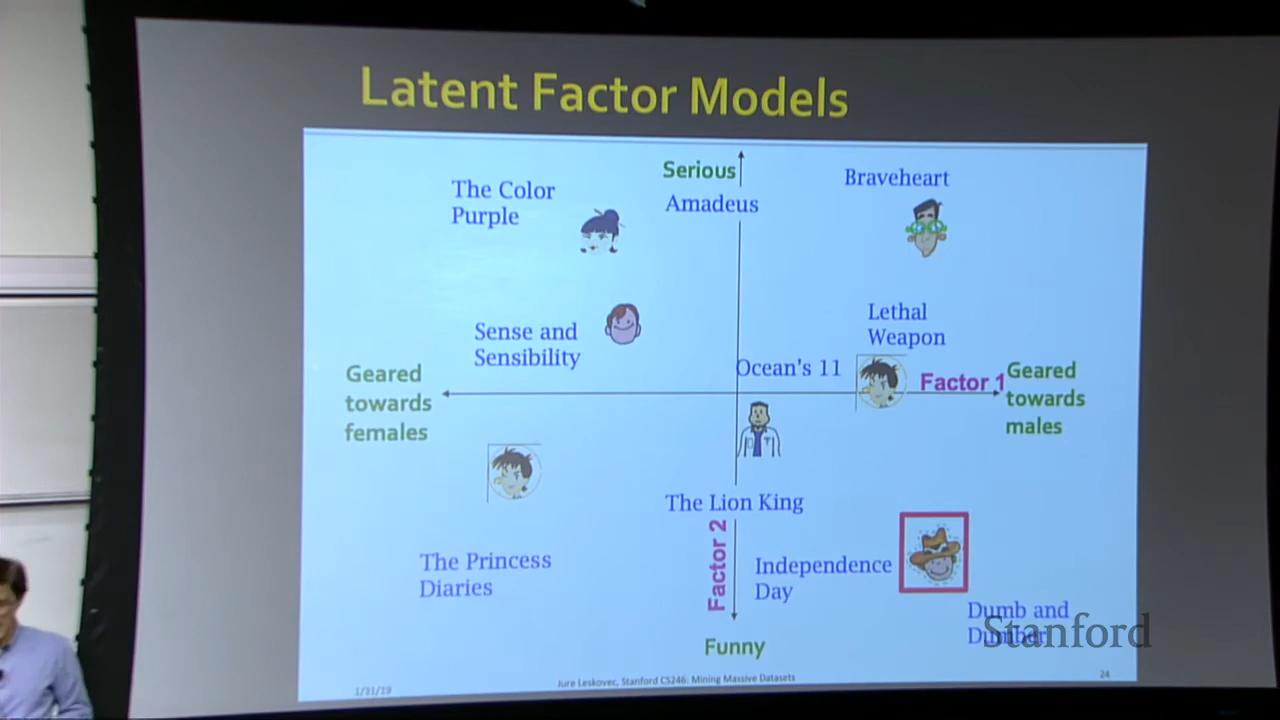 Latent Factor Models
Serious
Braveheart
The Color
Purple
Amadeus
Lethal
Weapon
Sense and
Sensibility
Ocean's 11
Factor 1
Geared
towards
females
Geared
towards
males
The Lion King
Factor 2
The Princess
Diaries
Independence
Day
Dumb and
Dumber
Stanford
Funny
1/31/19
Jure Leskovec, Stanford CS246: Mining Massive Datasets
24